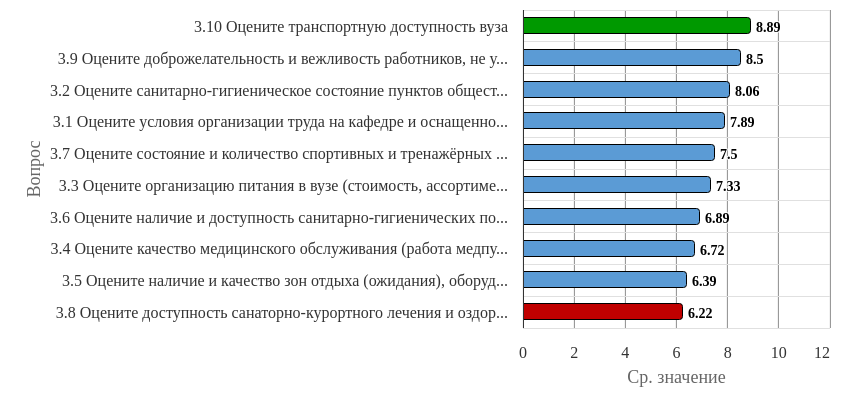 3.10 Оцените транспортную доступность вуза 8.89
3.9 Оцените доброжелательность и вежливость работников, не у... 8.5
3.2 Оцените санитарно-гигиеническое состояние пунктов общест... 8.06
3.1 Оцените условия организации труда на кафедре и оснащенно... 7.89
3.7 Оцените состояние и количество спортивных и тренажёрных ... 7.5
3.3 Оцените организацию питания в вузе (стоимость, ассортиме... 7.33
3.6 Оцените наличие и доступность санитарно-гигиенических по... 6.89
3.4 Оцените качество медицинского обслуживания (работа медпу... 6.72
3.5 Оцените наличие и качество зон отдыха (ожидания), оборуд... 6.39
3.8 Оцените доступность санаторно-курортного лечения и оздор... 6.22
Вопрос
0 2 4 6 8 10 12
Ср. значение